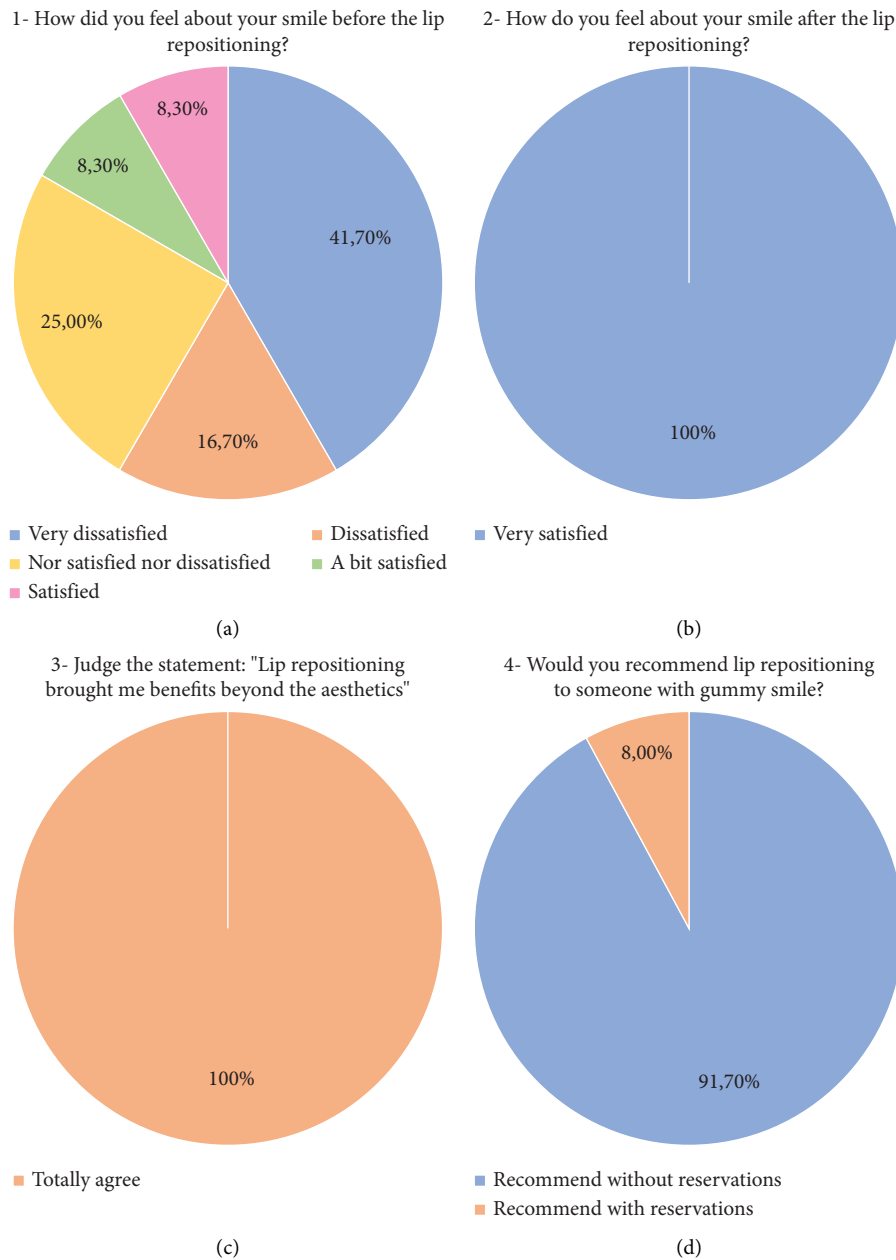 1- How did you feel about your smile before the lip
repositioning?
8,30%
8,30%
41,70%
25,00%
16,70%
Very dissatisfied
Dissatisfied
Nor satisfied nor dissatisfied
A bit satisfied
Satisfied
(a)
2- How do you feel about your smile after the lip
repositioning?
100%
Very satisfied
(b)
3- Judge the statement: "Lip repositioning
brought me benefits beyond the aesthetics"
100%
Totally agree
(c)
4- Would you recommend lip repositioning
to someone with gummy smile?
8,00%
91,70%
Recommend without reservations
Recommend with reservations
(d)